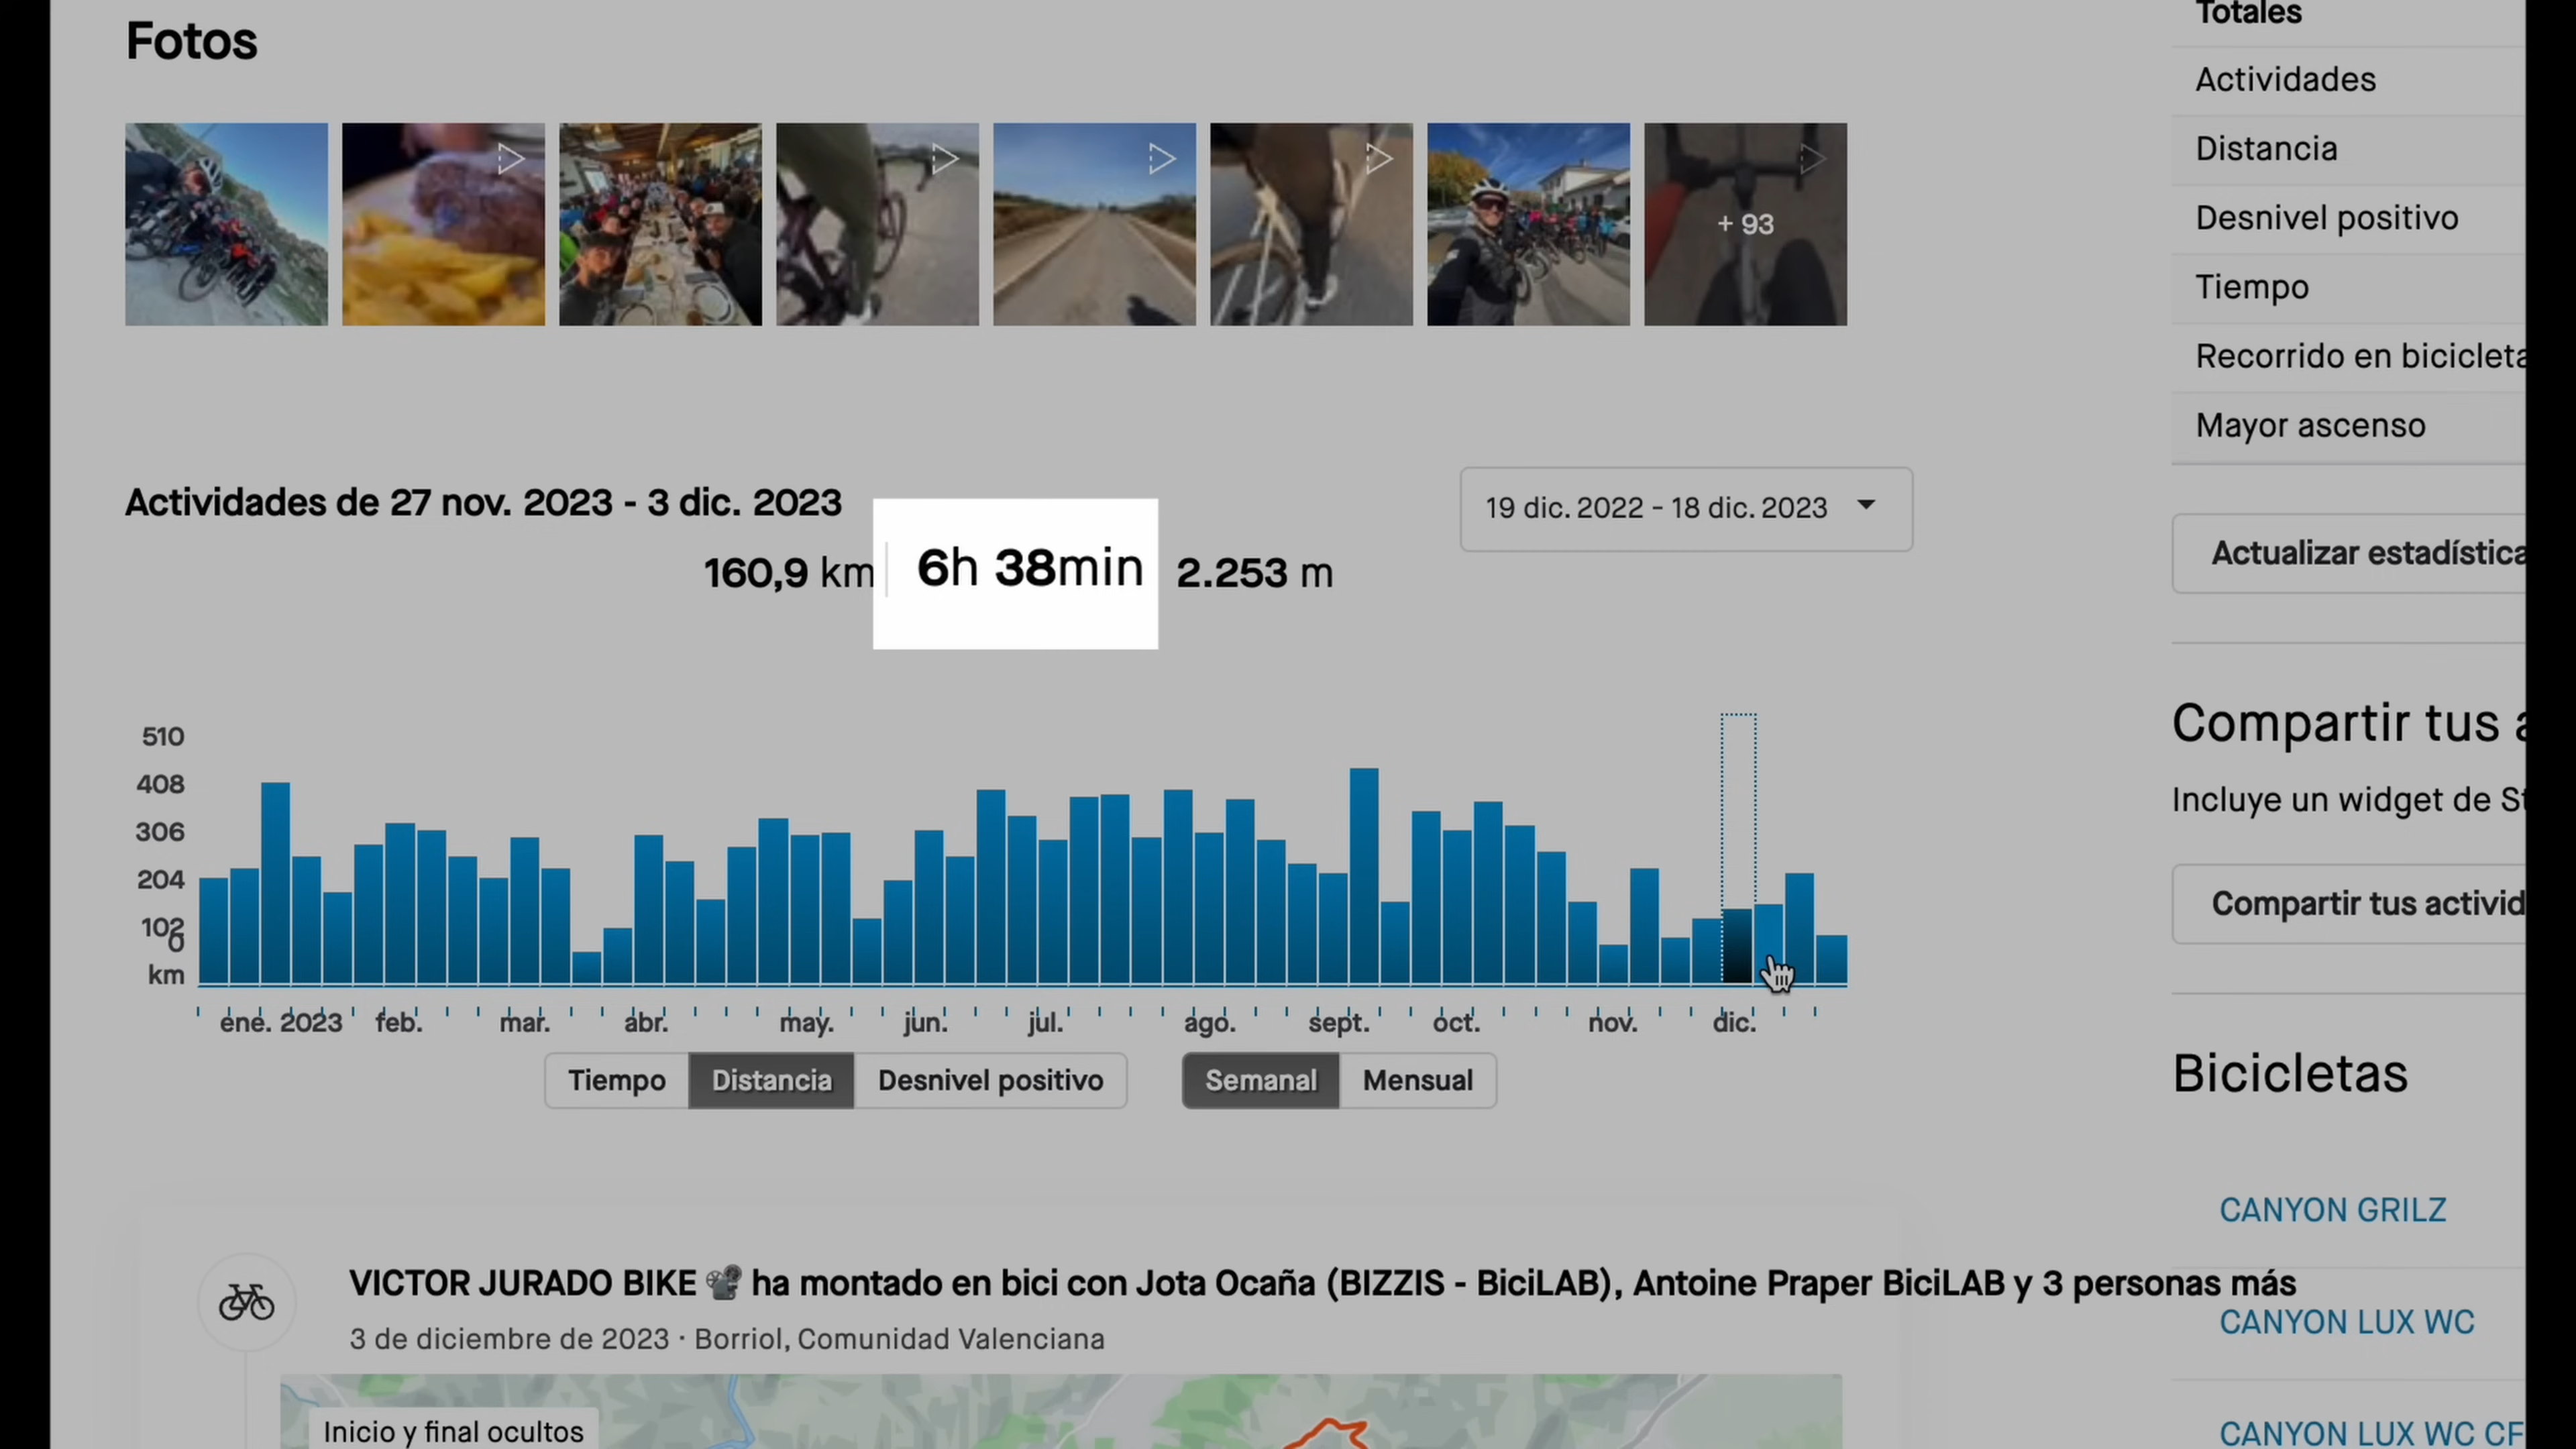 Fotos
+ 93
Actividades de 27 nov. 2023 - 3 dic. 2023
19 dic. 2022 - 18 dic. 2023
160,9 km
6h 38min
2.253 m
510
408
306
204
102
0
km
ene. 2023 feb. mar. abr. may. jun. jul. ago. sept. oct. nov. dic.
Tiempo Distancia Desnivel positivo Semanal Mensual
VICTOR JURADO BIKE ha montado en bici con Jota Ocaña (BIZZIS - BiciLAB), Antoine Praper BiciLAB y 3 personas más
3 de diciembre de 2023 · Borriol, Comunidad Valenciana
Inicio y final ocultos
Totales
Actividades
Distancia
Desnivel positivo
Tiempo
Recorrido en bicicleta
Mayor ascenso
Actualizar estadística
Compartir tus a
Incluye un widget de St
Compartir tus activid
Bicicletas
CANYON GRILZ
CANYON LUX WC
CANYON LUX WC CF